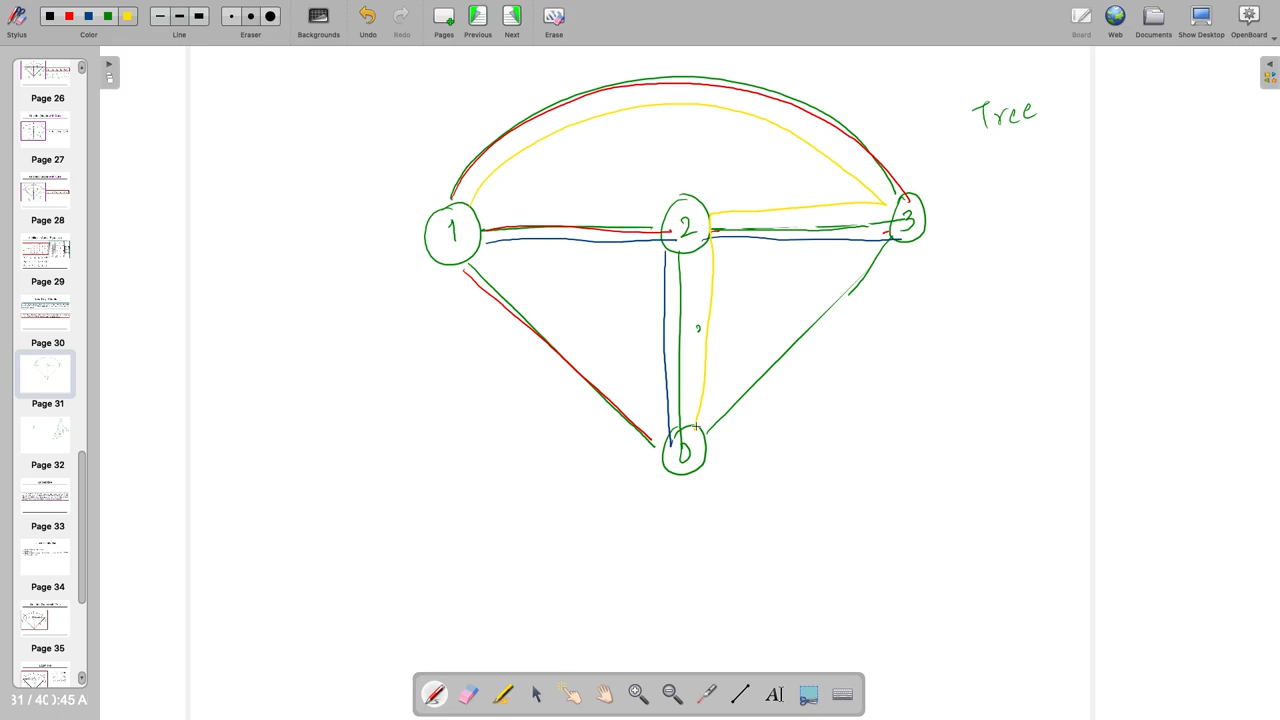 Stylus
Color
Line
Eraser
Backgrounds
Undo
Redo
Pages
Previous
Next
Erase
Board
Web
Documents
Show Desktop
OpenBoard
Page 26
Page 27
Page 28
Page 29
Page 30
Page 31
Page 32
Page 33
Page 34
Page 35
Tree
1
2
3
0